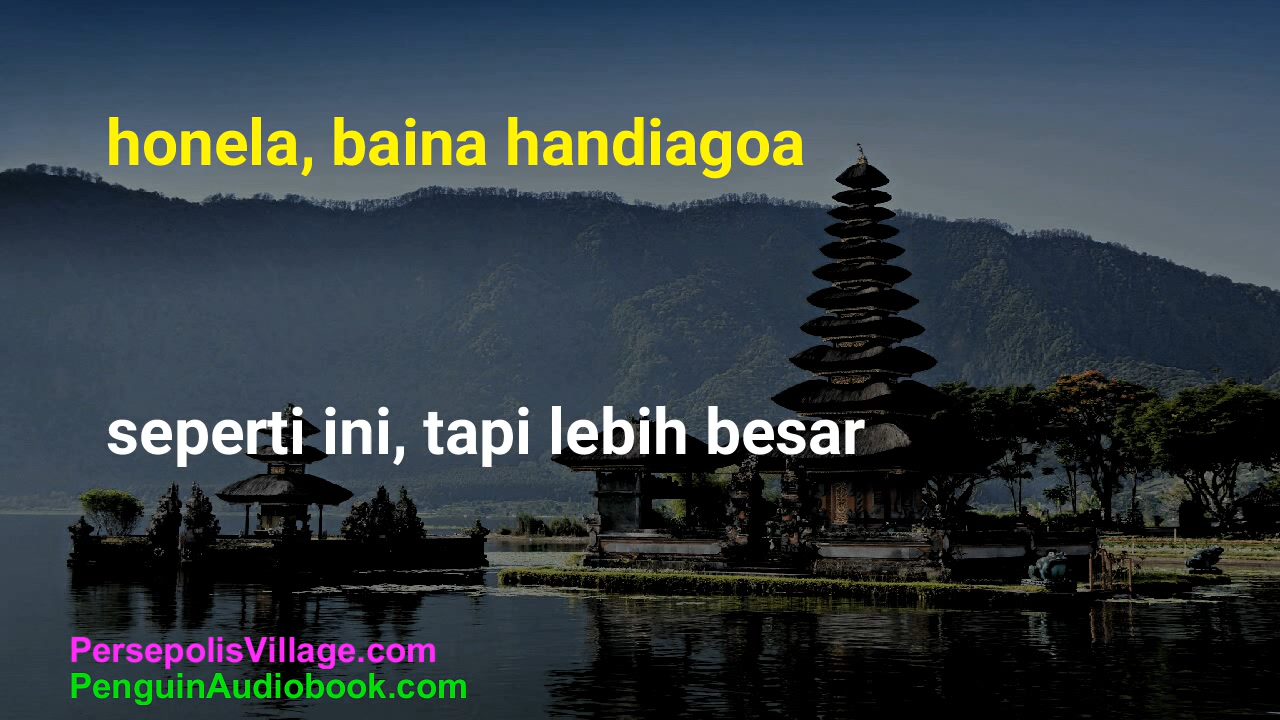 honela, baina handiagoa
seperti ini, tapi lebih besar
PersepolisVillage.com
PenguinAudiobook.com